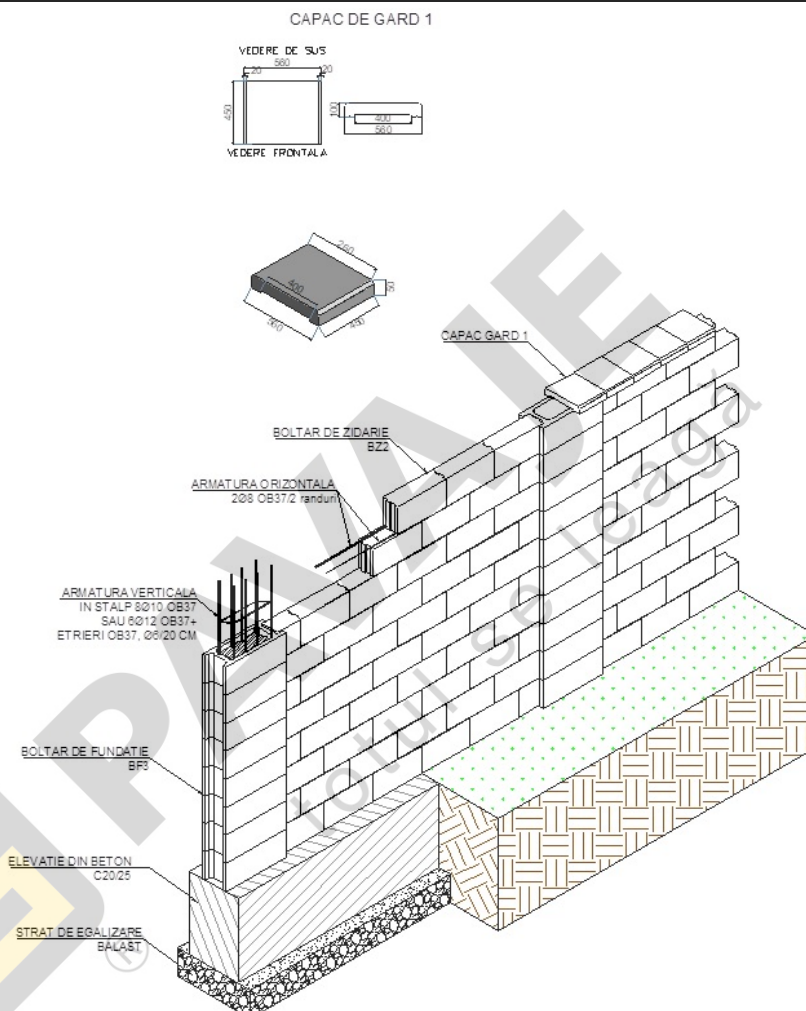 CAPAC DE GARD 1
VEDERE DE SUS
560
20
20
450
100
400
560
VEDERE FRONTALA
260
400
50
560
450
CAPAC GARD 1
BOLTAR DE ZIDARIE
BZ2
ARMATURA ORIZONTALA
2Ø8 OB37/2 randuri
ARMATURA VERTICALA
IN STALP 8Ø10 OB37
SAU 6Ø12 OB37+
ETRIERI OB37, Ø6/20 CM
BOLTAR DE FUNDATIE
BF3
ELEVATIE DIN BETON
C20/25
STRAT DE EGALIZARE
BALAST
PAVAJE
totul se leagă
®